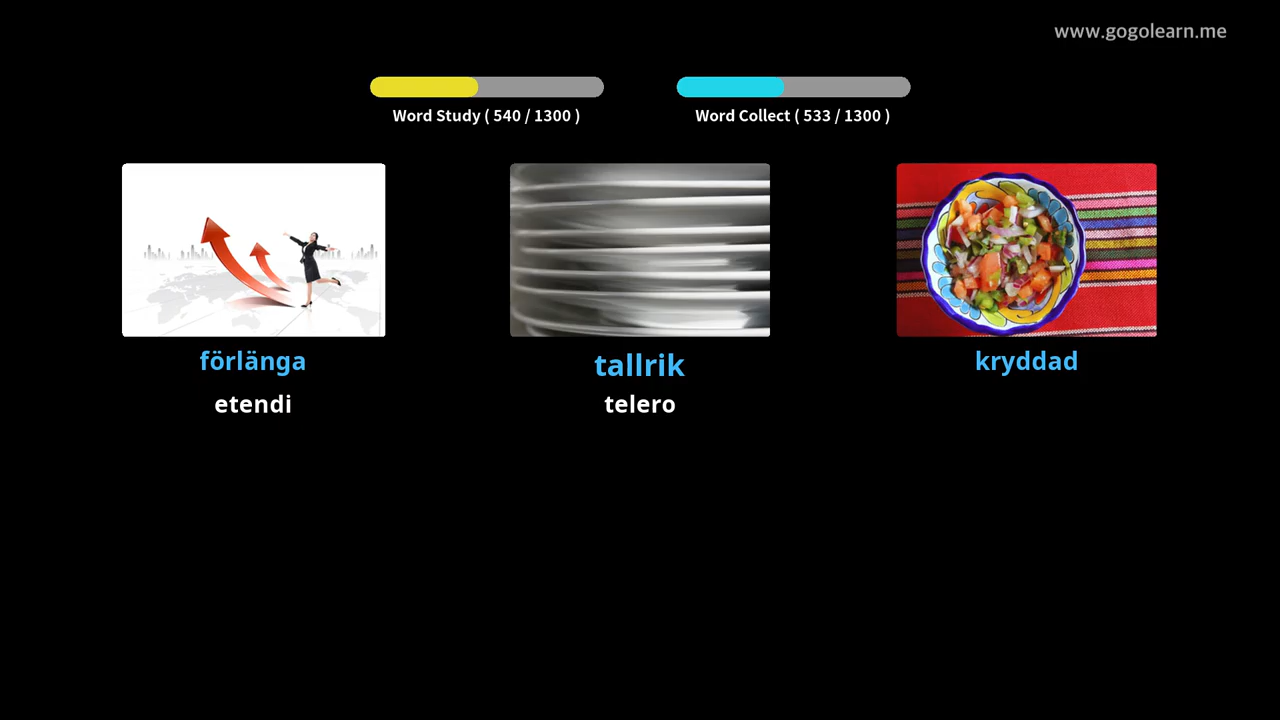 www.gogolearn.me
Word Study ( 540 / 1300 )
Word Collect ( 533 / 1300 )
förlänga
tallrik
kryddad
etendi
telero